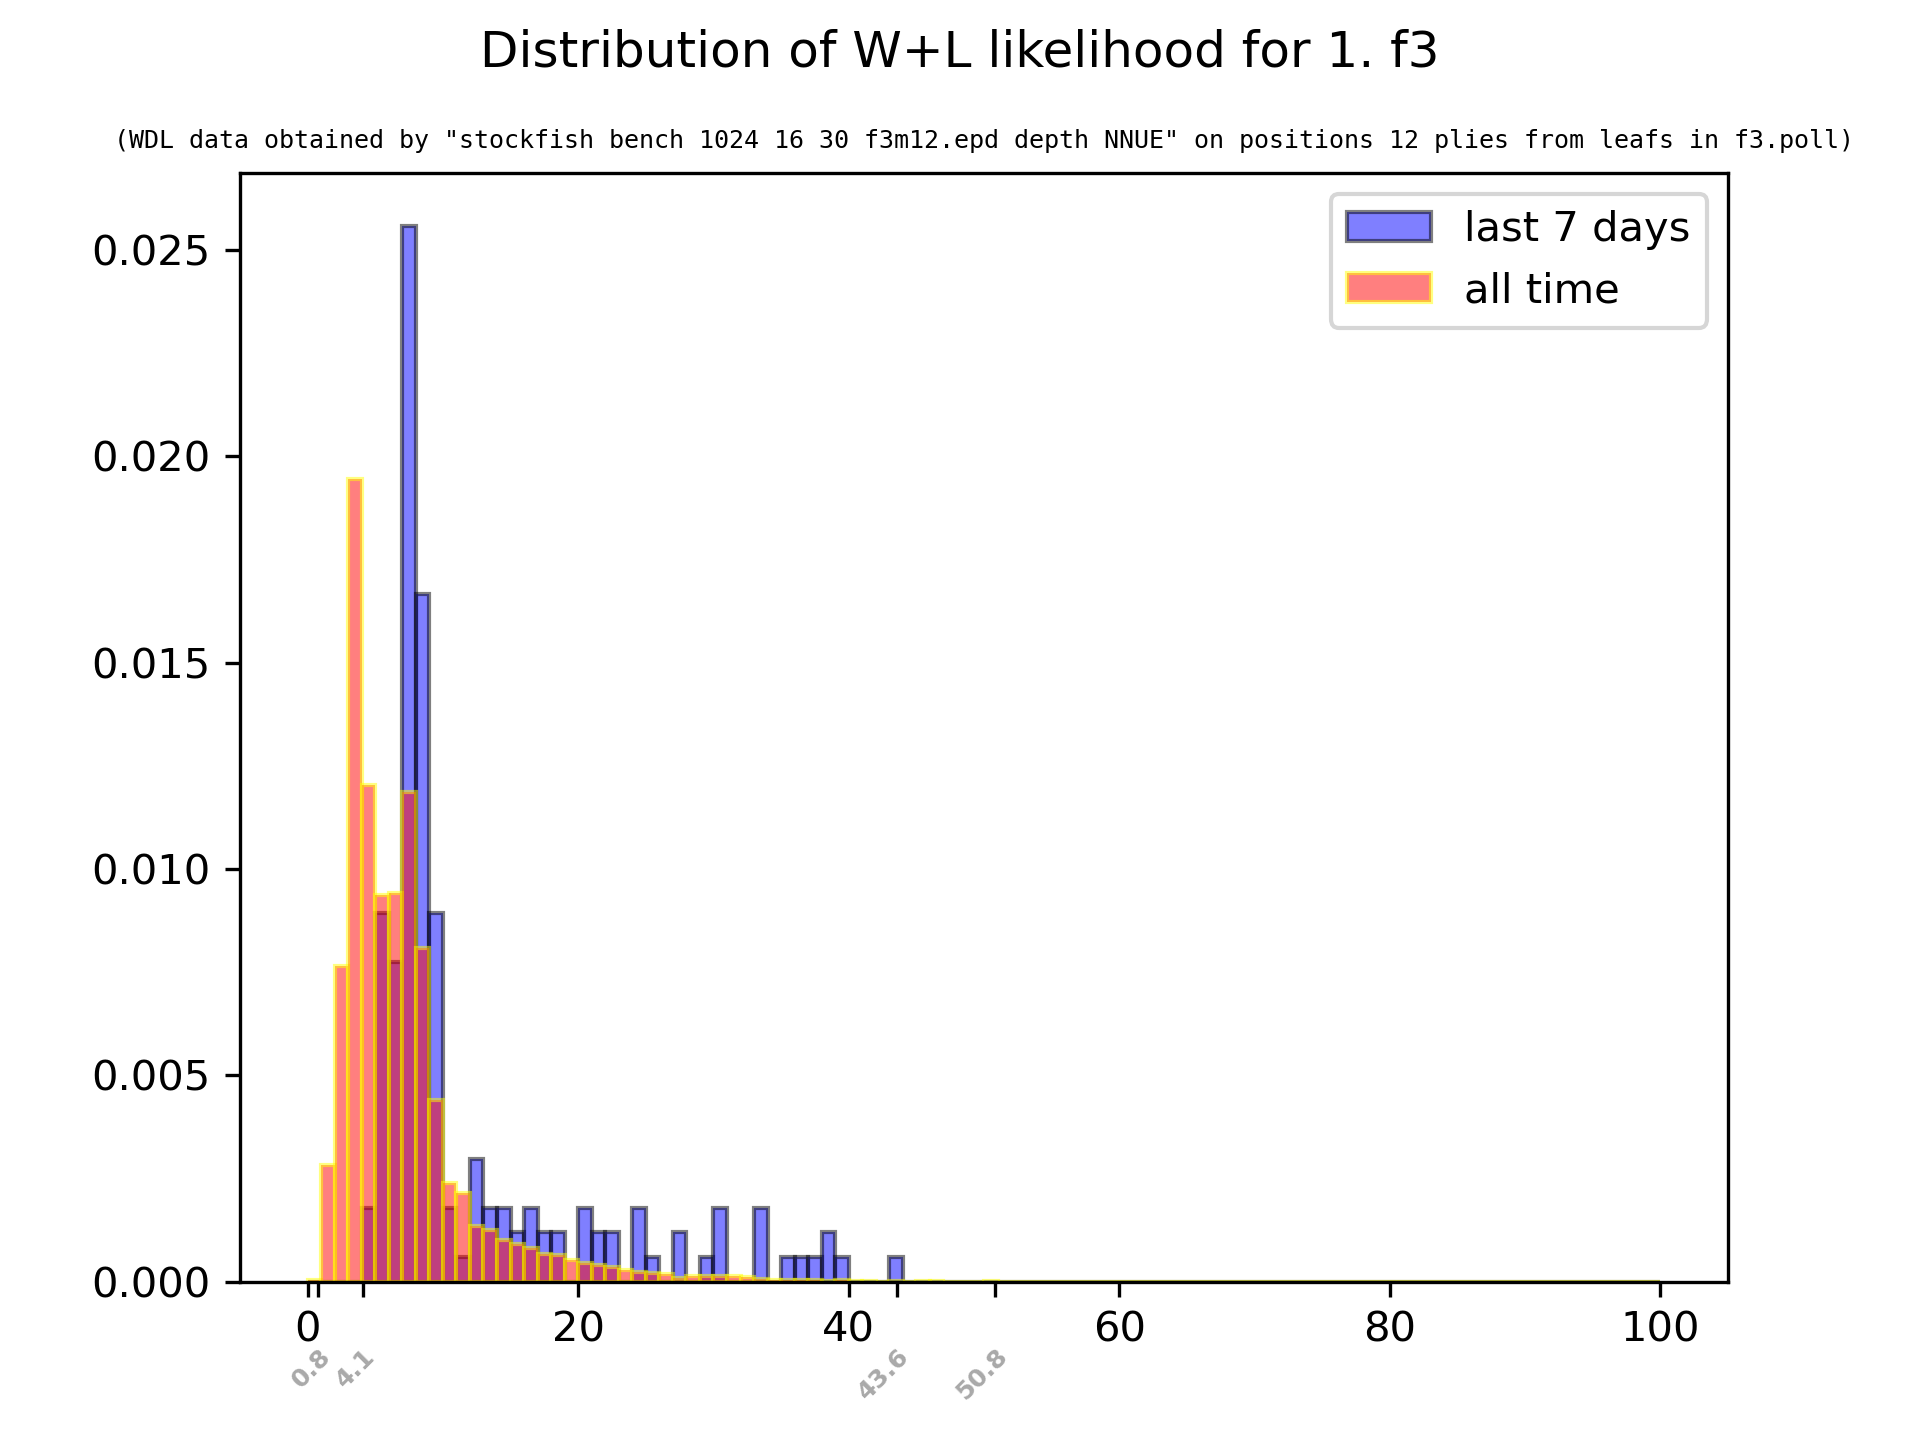 Distribution of W+L likelihood for 1. f3
(WDL data obtained by "stockfish bench 1024 16 30 f3m12.epd depth NNUE" on positions 12 plies from leafs in f3.poll)
last 7 days
all time
0.025
0.020
0.015
0.010
0.005
0.000
0 20 40 60 80 100
0.8 4.1 43.6 50.8